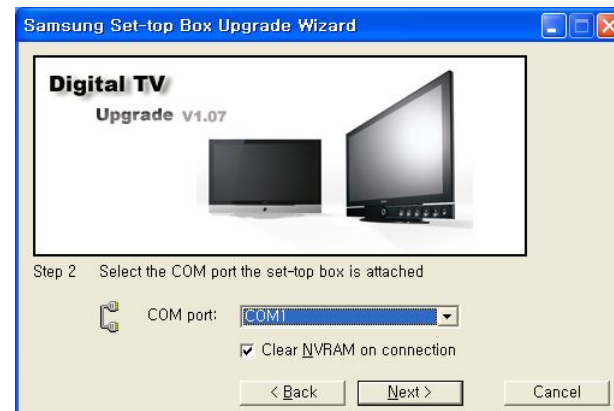 Samsung Set-top Box Upgrade Wizard
Digital TV
Upgrade V1.07
Step 2 Select the COM port the set-top box is attached
COM port: COM1
Clear NVRAM on connection
< Back Next > Cancel